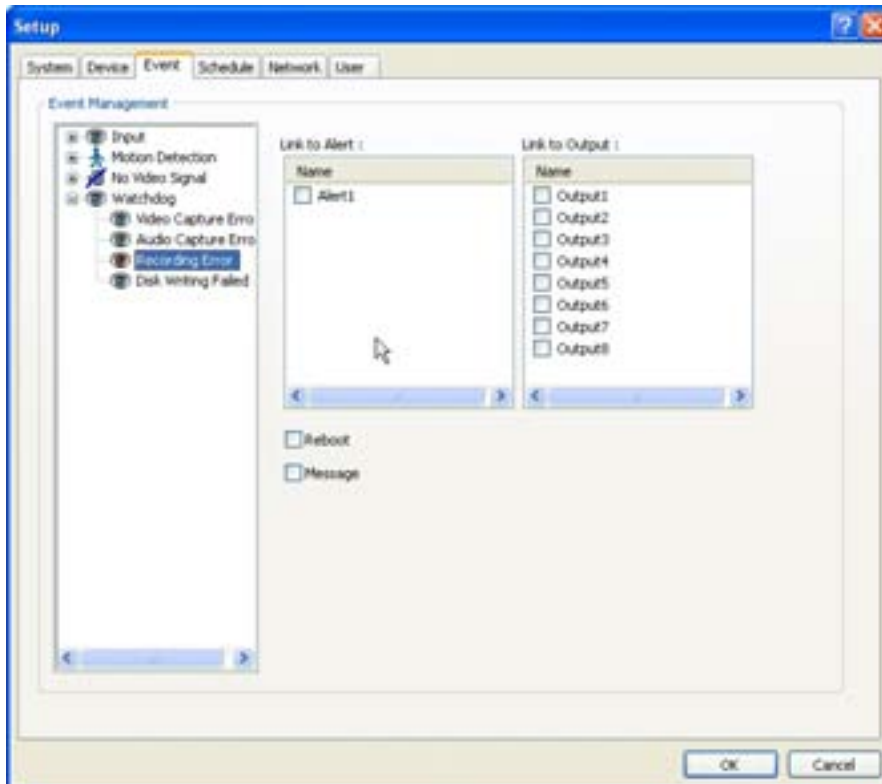 Setup
System Device Event Schedule Network User
Event Management
Input
Motion Detection
No Video Signal
Watchdog
Video Capture Erro
Audio Capture Erro
Recording Error
Disk Writing Failed
Link to Alert :
Name
Alert1
Link to Output :
Name
Output1
Output2
Output3
Output4
Output5
Output6
Output7
Output8
Reboot
Message
OK Cancel